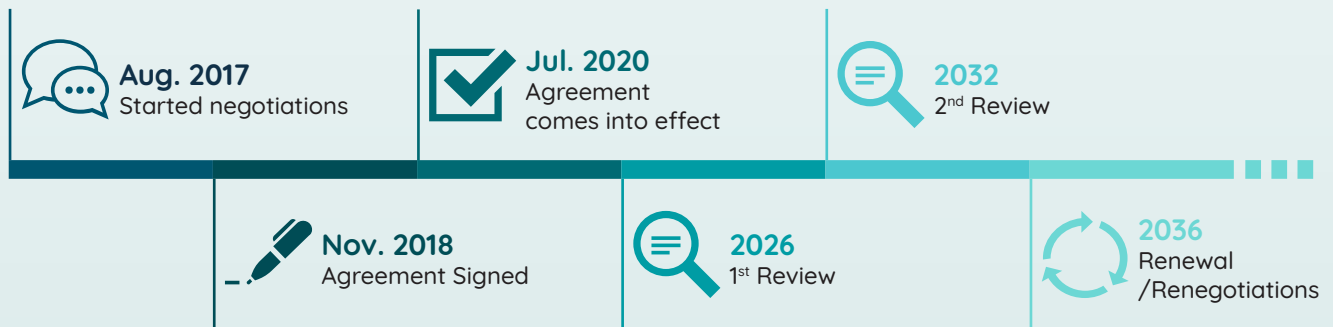 Aug. 2017
Started negotiations
Nov. 2018
Agreement Signed
Jul. 2020
Agreement
comes into effect
2026
1st Review
2032
2nd Review
2036
Renewal
/Renegotiations